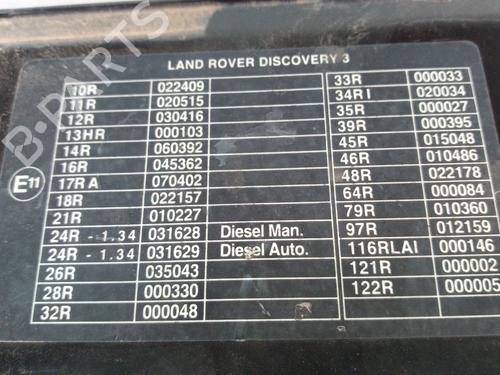 LAND ROVER DISCOVERY 3
10R 022409
11R 020515
12R 030416
13HR 000103
14R 060392
16R 045362
17RA 070402
18R 022157
21R 010227
24R - 1.34 031628 Diesel Man.
24R - 1.34 031629 Diesel Auto.
26R 035043
28R 000330
32R 000048
33R 000033
34RI 020034
35R 000027
39R 000395
45R 015048
46R 010486
48R 022178
64R 000084
79R 010360
97R 012159
116RLAI 000146
121R 000002
122R 000005
E11
B-PARTS